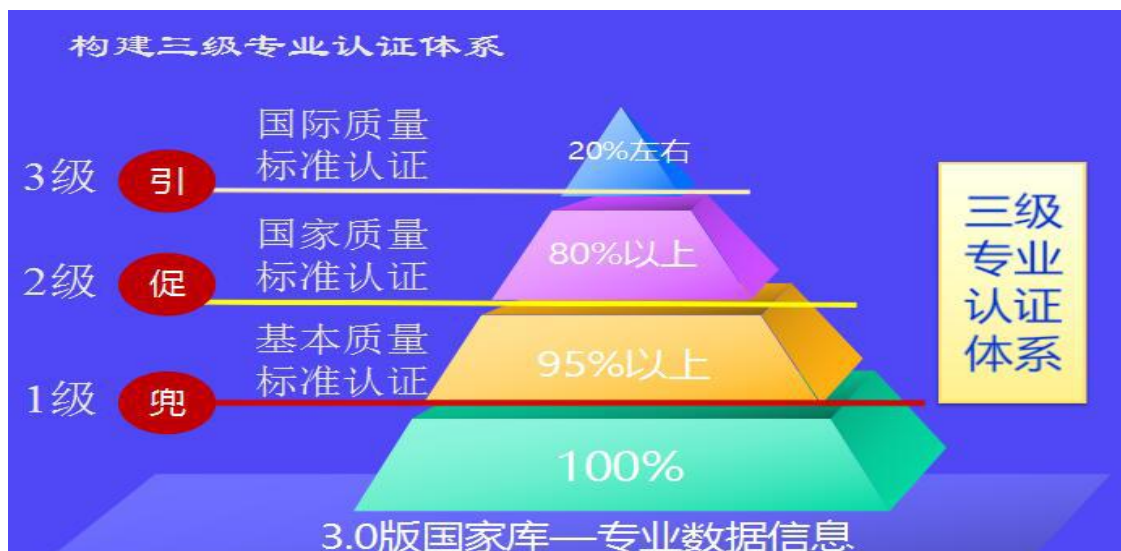 构建三级专业认证体系
国际质量
标准认证
3级
引
20%左右
国家质量
标准认证
2级
促
80%以上
基本质量
标准认证
1级
兜
95%以上
100%
3.0版国家库—专业数据信息
三级
专业
认证
体系